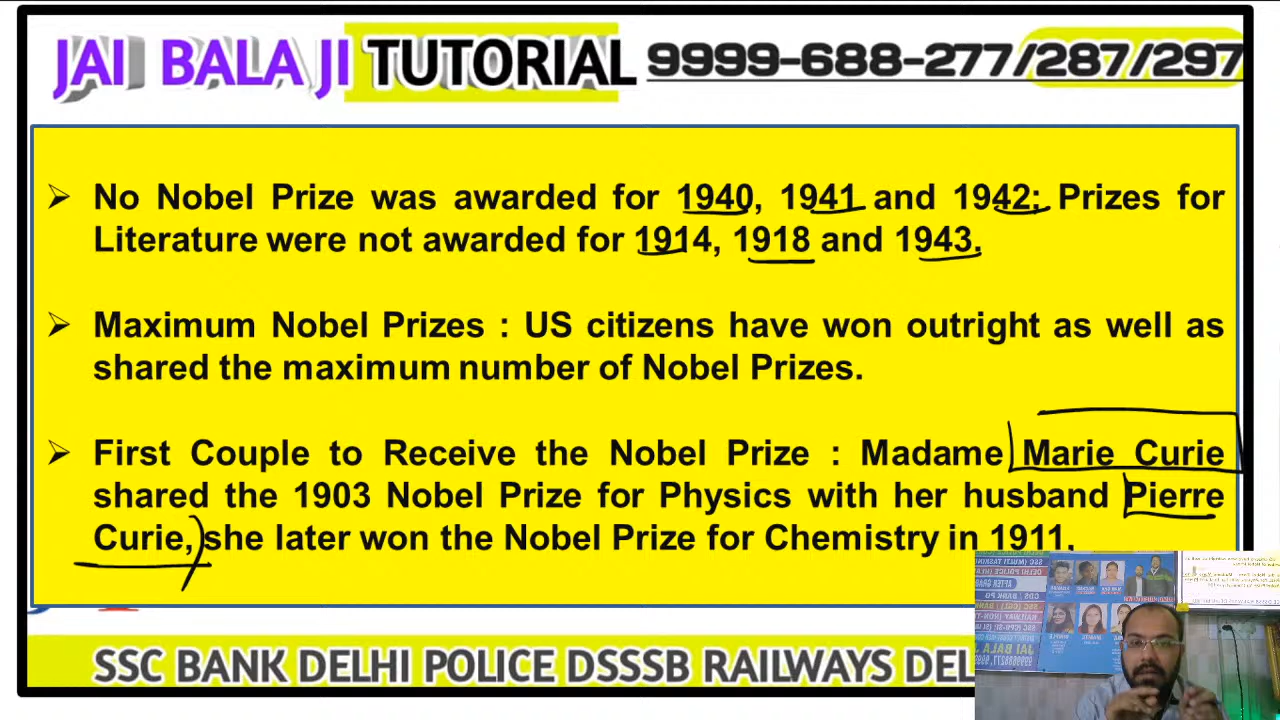 JAI BALA JI TUTORIAL 9999-688-277/287/297
No Nobel Prize was awarded for 1940, 1941 and 1942; Prizes for
Literature were not awarded for 1914, 1918 and 1943.
Maximum Nobel Prizes : US citizens have won outright as well as
shared the maximum number of Nobel Prizes.
First Couple to Receive the Nobel Prize : Madame Marie Curie
shared the 1903 Nobel Prize for Physics with her husband Pierre
Curie, she later won the Nobel Prize for Chemistry in 1911.
SSC BANK DELHI POLICE DSSSB RAILWAYS DEL